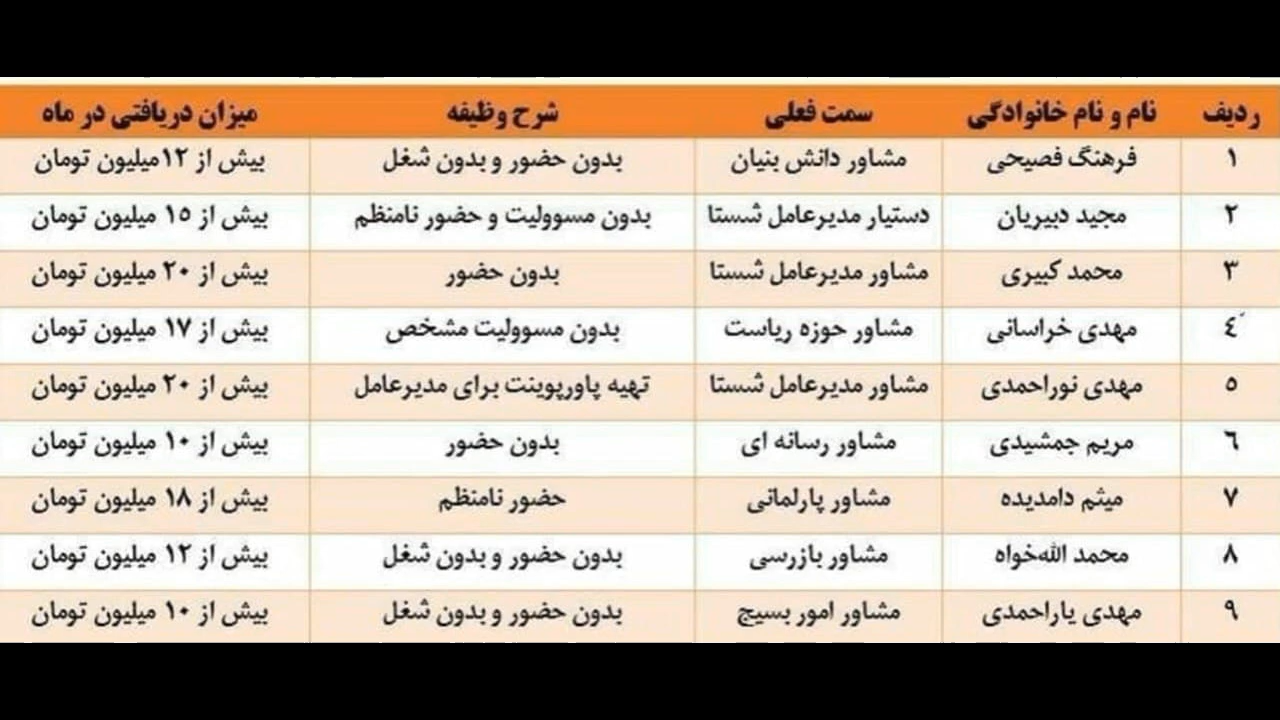 ردیف نام و نام خانوادگی سمت فعلی شرح وظیفه میزان دریافتی در ماه
۱ فرهنگ فصیحی مشاور دانش بنیان بدون حضور و بدون شغل بیش از ۱۲میلیون تومان
۲ مجید دبیریان دستیار مدیرعامل شستا بدون مسوولیت و حضور نامنظم بیش از ۱۵ میلیون تومان
۳ محمد کبیری مشاور مدیرعامل شستا بدون حضور بیش از ۲۰ میلیون تومان
٤ مهدی خراسانی مشاور حوزه ریاست بدون مسوولیت مشخص بیش از ۱۷ میلیون تومان
۵ مهدی نوراحمدی مشاور مدیرعامل شستا تهیه پاورپوینت برای مدیرعامل بیش از ۲۰ میلیون تومان
٦ مریم جمشیدی مشاور رسانه ای بدون حضور بیش از ۱۰ میلیون تومان
۷ میثم دامدیده مشاور پارلمانی حضور نامنظم بیش از ۱۸ میلیون تومان
۸ محمد الله‌خواه مشاور بازرسی بدون حضور و بدون شغل بیش از ۱۲ میلیون تومان
۹ مهدی یاراحمدی مشاور امور بسیج بدون حضور و بدون شغل بیش از ۱۰ میلیون تومان